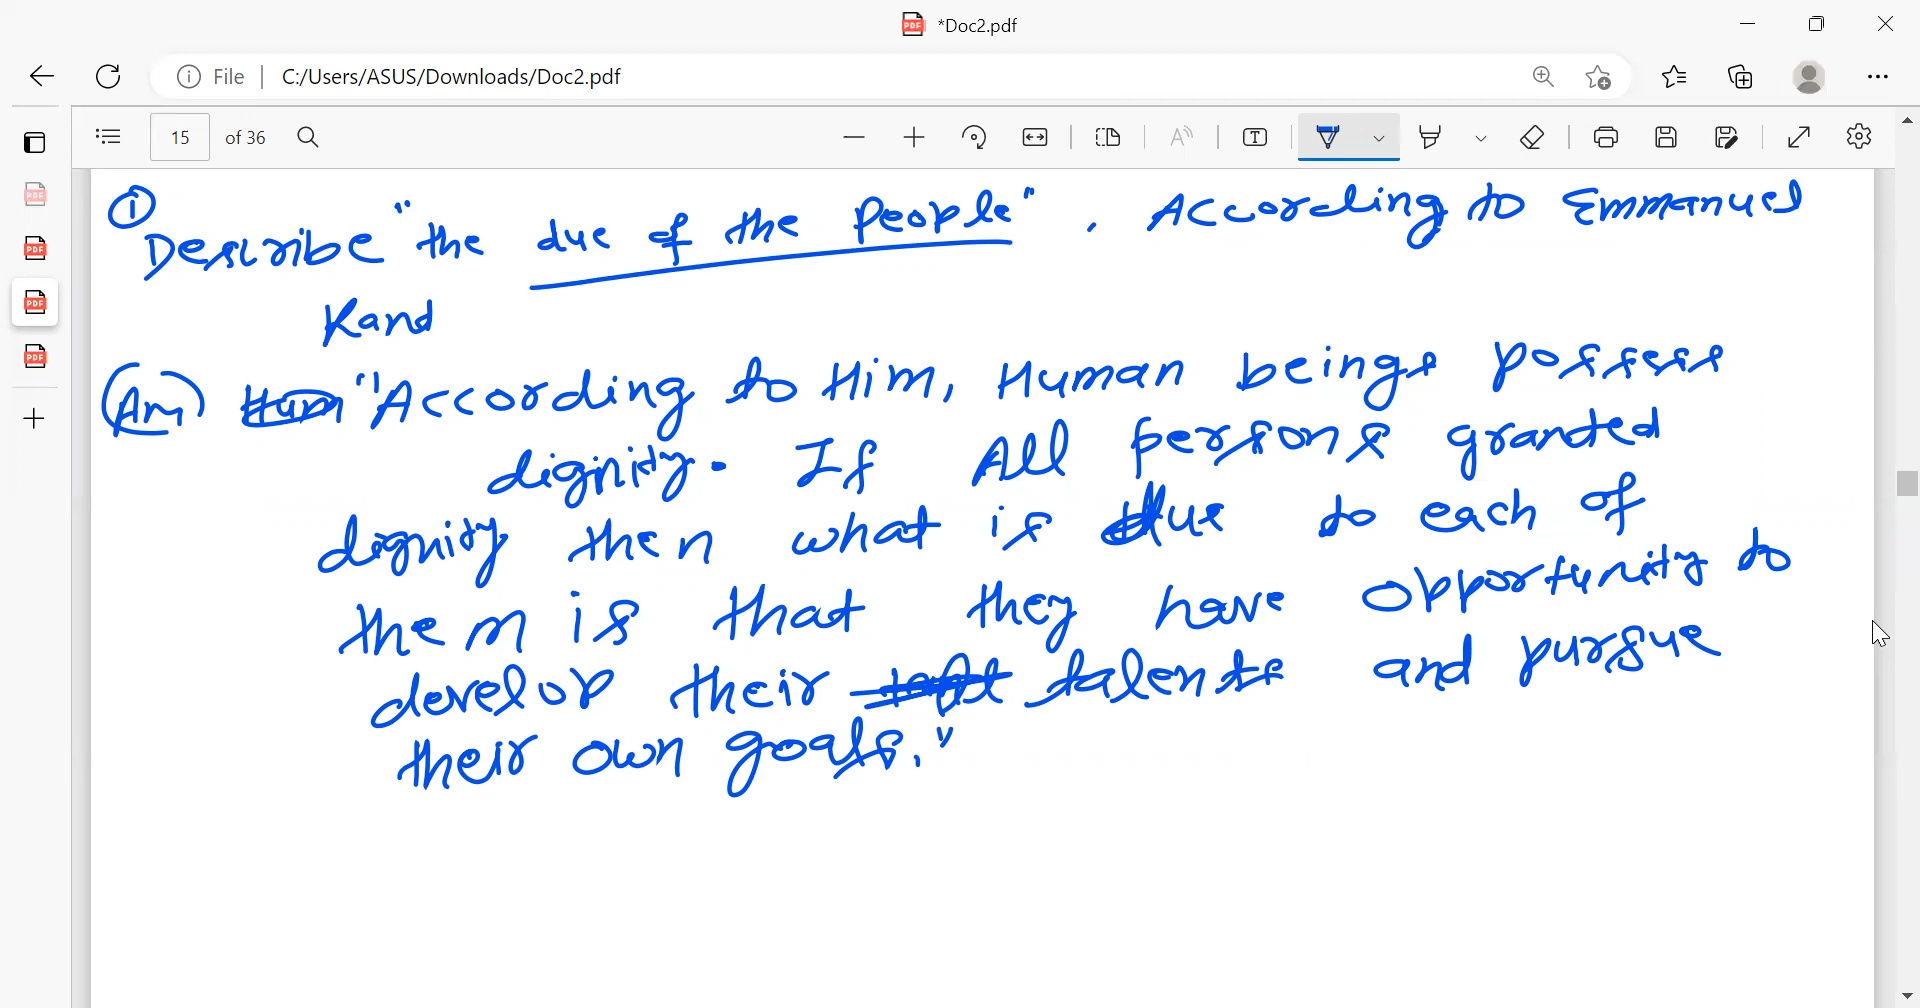 *Doc2.pdf
File C:/Users/ASUS/Downloads/Doc2.pdf
15 of 36
① Describe "the due of the People". According to Emmanuel
Kand
Ans "According to Him, Human beings possess
dignity. If All persons granted
dignity then what is due to each of
them is that they have opportunity to
develop their talents and pursue
their own goals."